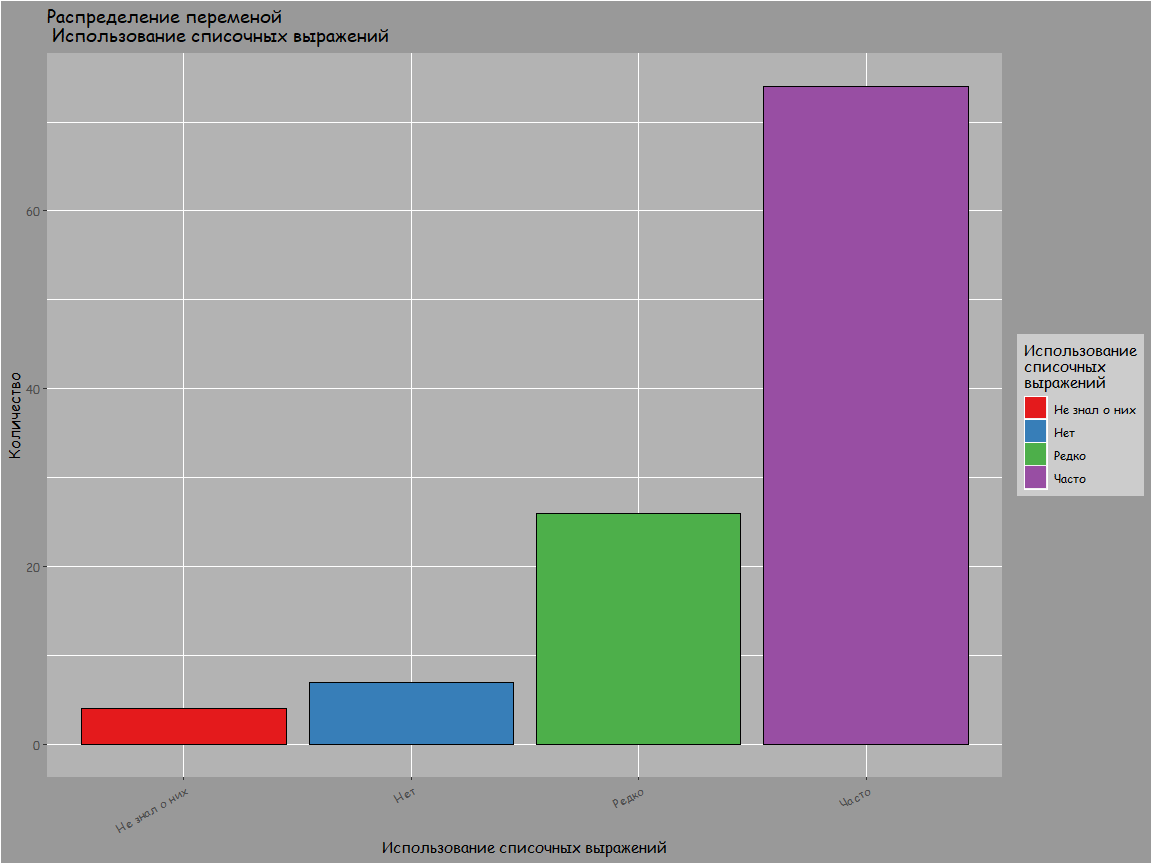 Распределение переменой
Использование списочных выражений
Количество
60
40
20
0
Не знал о них
Нет
Редко
Часто
Использование списочных выражений
Использование
списочных
выражений
Не знал о них
Нет
Редко
Часто